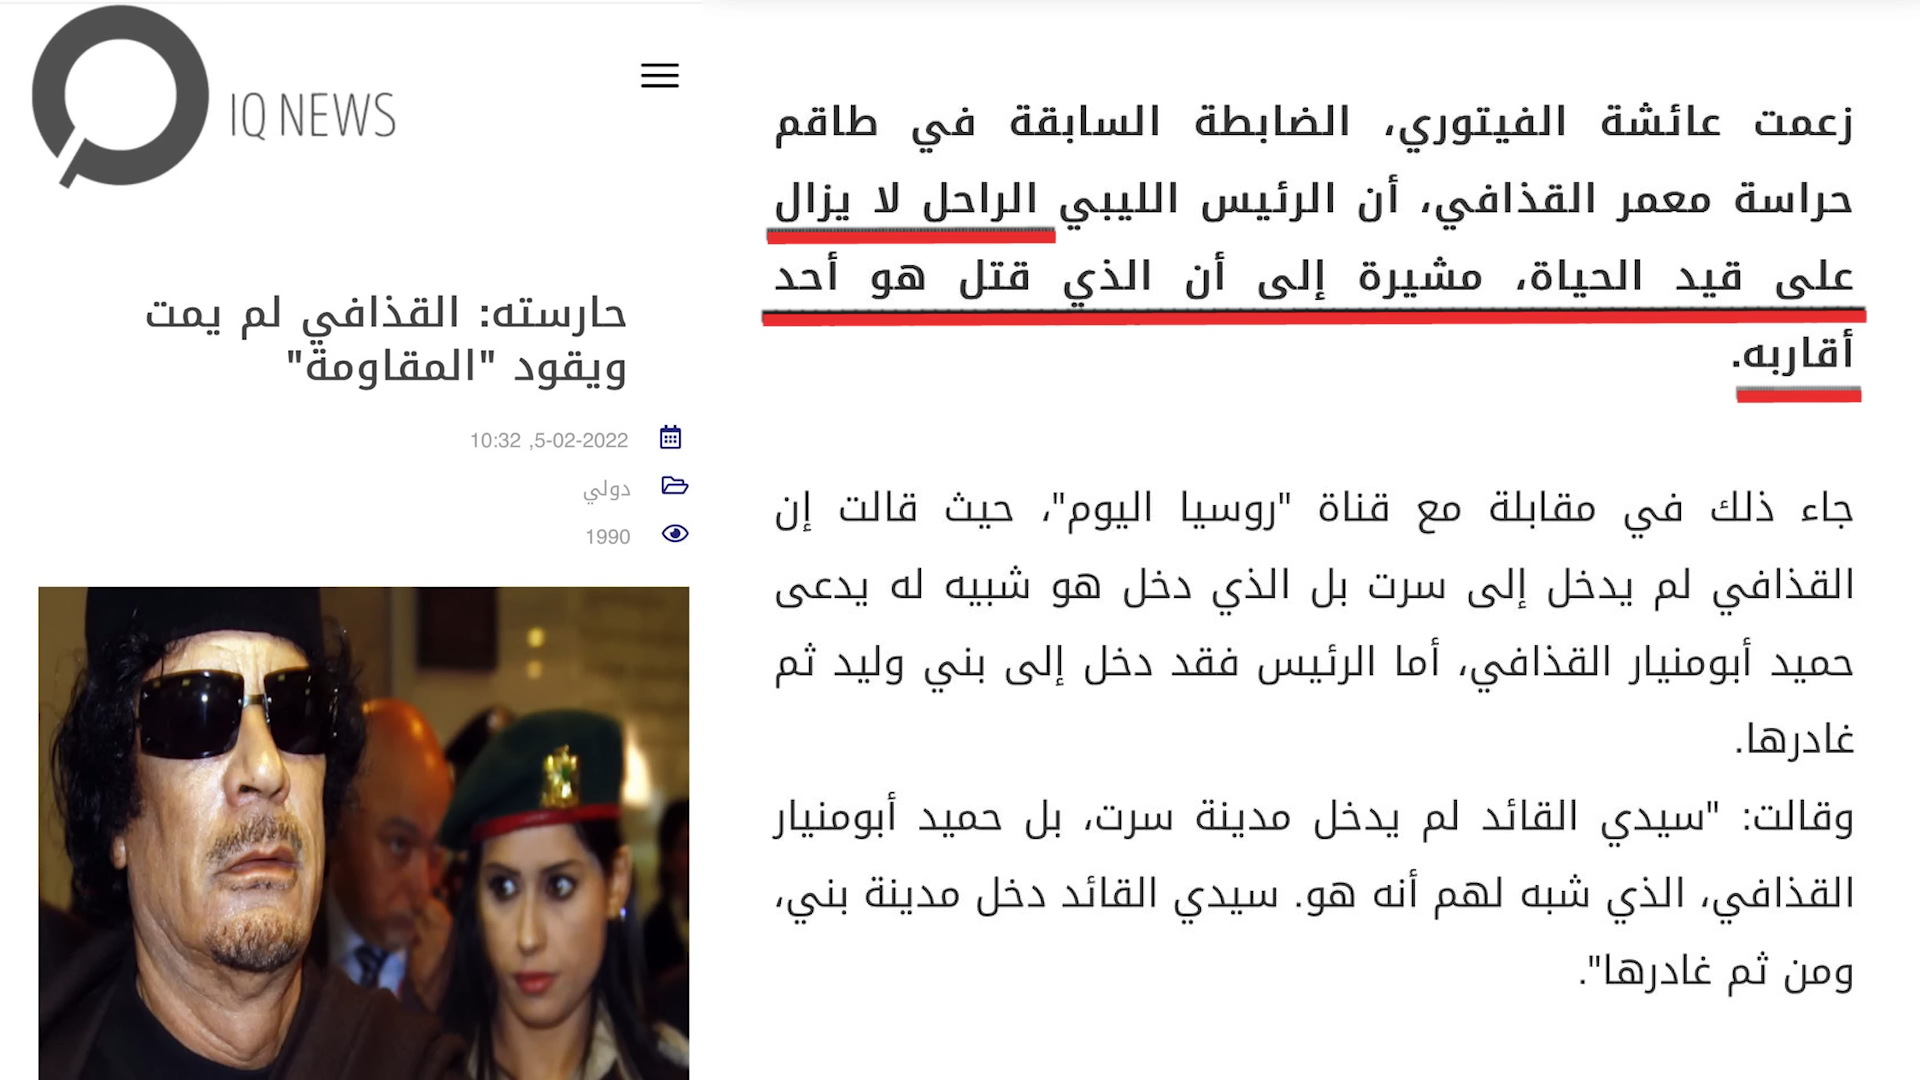 IQ NEWS
حارسته: القذافي لم يمت
ويقود "المقاومة"
5-02-2022, 10:32
دولي
1990
زعمت عائشة الفيتوري، الضابطة السابقة في طاقم
حراسة معمر القذافي، أن الرئيس الليبي الراحل لا يزال
على قيد الحياة، مشيرة إلى أن الذي قتل هو أحد
أقاربه.
جاء ذلك في مقابلة مع قناة "روسيا اليوم"، حيث قالت إن
القذافي لم يدخل إلى سرت بل الذي دخل هو شبيه له يدعى
حميد أبومنيار القذافي، أما الرئيس فقد دخل إلى بني وليد ثم
غادرها.
وقالت: "سيدي القائد لم يدخل مدينة سرت، بل حميد أبومنيار
القذافي، الذي شبه لهم أنه هو. سيدي القائد دخل مدينة بني،
ومن ثم غادرها".